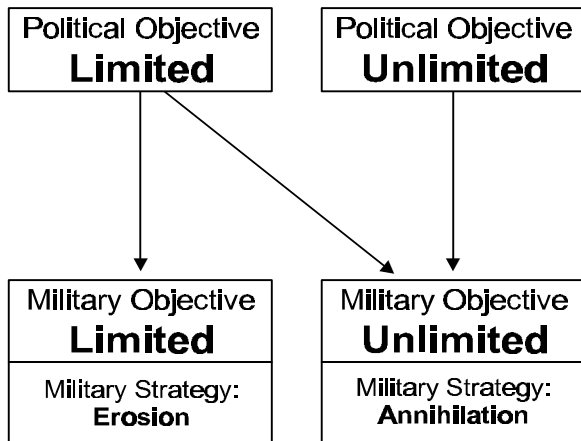 Political Objective
Limited
Political Objective
Unlimited
Military Objective
Limited
Military Strategy:
Erosion
Military Objective
Unlimited
Military Strategy:
Annihilation